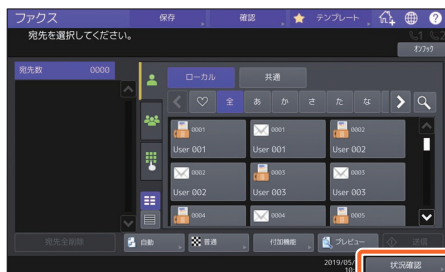 ファクス
保存
確認
テンプレート
宛先を選択してください。
1
2
オンフック
宛先数 0000
ローカル
共通
全
あ
か
さ
た
な
0001
User 001
0001
User 001
0002
User 002
0002
User 002
0003
User 003
0003
User 003
0004
0004
0005
宛先全削除
自動
普通
付加機能
プレビュー
送信
2019/05/
10:
状況確認